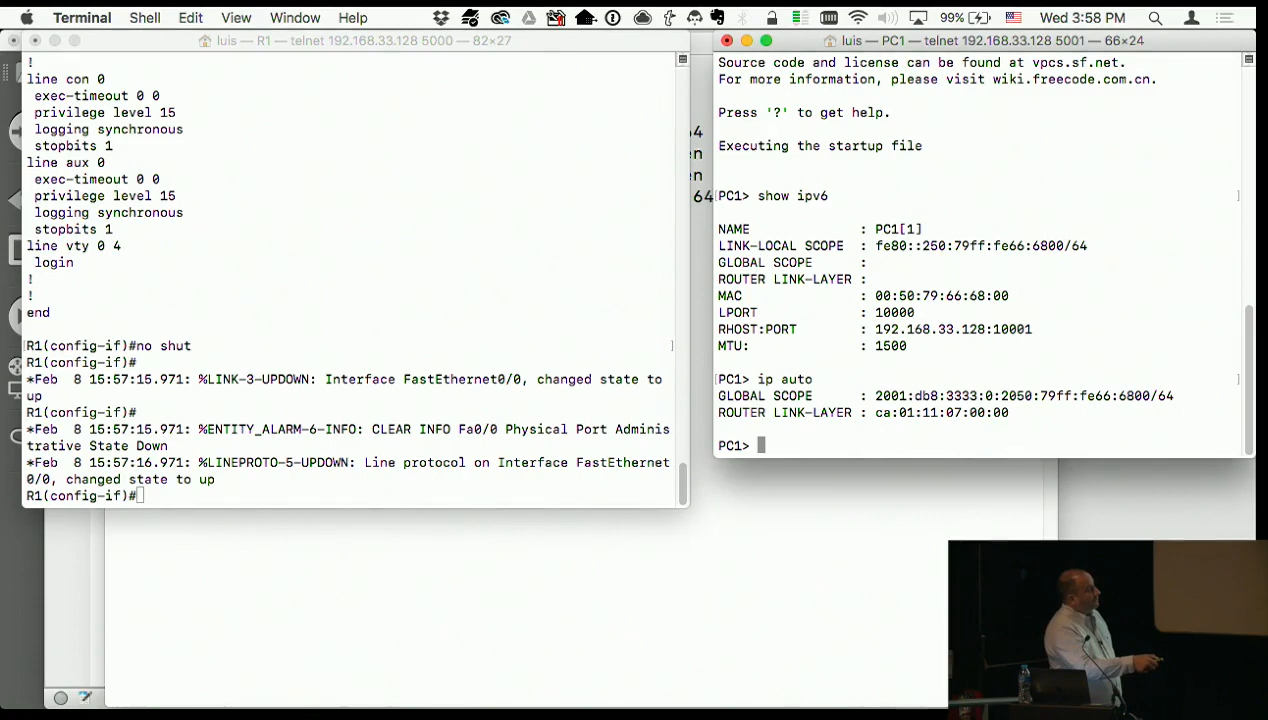 Terminal Shell Edit View Window Help 99% Wed 3:58 PM
luis — R1 — telnet 192.168.33.128 5000 — 82×27
!
line con 0
 exec-timeout 0 0
 privilege level 15
 logging synchronous
 stopbits 1
line aux 0
 exec-timeout 0 0
 privilege level 15
 logging synchronous
 stopbits 1
line vty 0 4
 login
!
!
end
R1(config-if)#no shut
R1(config-if)#
*Feb  8 15:57:15.971: %LINK-3-UPDOWN: Interface FastEthernet0/0, changed state to
up
R1(config-if)#
*Feb  8 15:57:15.971: %ENTITY_ALARM-6-INFO: CLEAR INFO Fa0/0 Physical Port Adminis
trative State Down
*Feb  8 15:57:16.971: %LINEPROTO-5-UPDOWN: Line protocol on Interface FastEthernet
0/0, changed state to up
R1(config-if)#
64
en
en
64
luis — PC1 — telnet 192.168.33.128 5001 — 66×24
Source code and license can be found at vpcs.sf.net.
For more information, please visit wiki.freecode.com.cn.
Press '?' to get help.
Executing the startup file
PC1> show ipv6
NAME              : PC1[1]
LINK-LOCAL SCOPE  : fe80::250:79ff:fe66:6800/64
GLOBAL SCOPE      :
ROUTER LINK-LAYER :
MAC               : 00:50:79:66:68:00
LPORT             : 10000
RHOST:PORT        : 192.168.33.128:10001
MTU:              : 1500
PC1> ip auto
GLOBAL SCOPE      : 2001:db8:3333:0:2050:79ff:fe66:6800/64
ROUTER LINK-LAYER : ca:01:11:07:00:00
PC1>